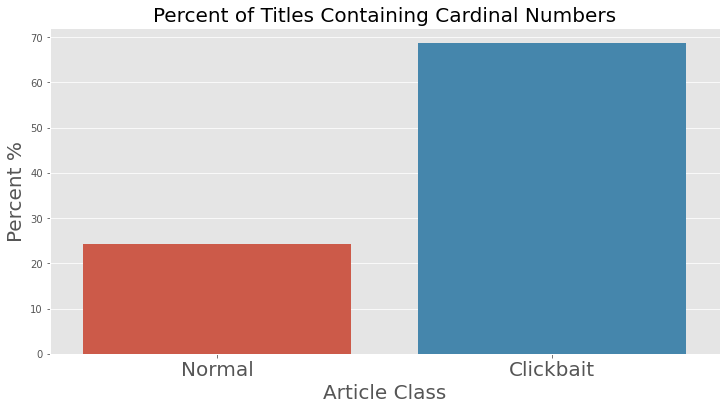 Percent of Titles Containing Cardinal Numbers
70
60
50
40
30
20
10
0
Percent %
Normal
Clickbait
Article Class